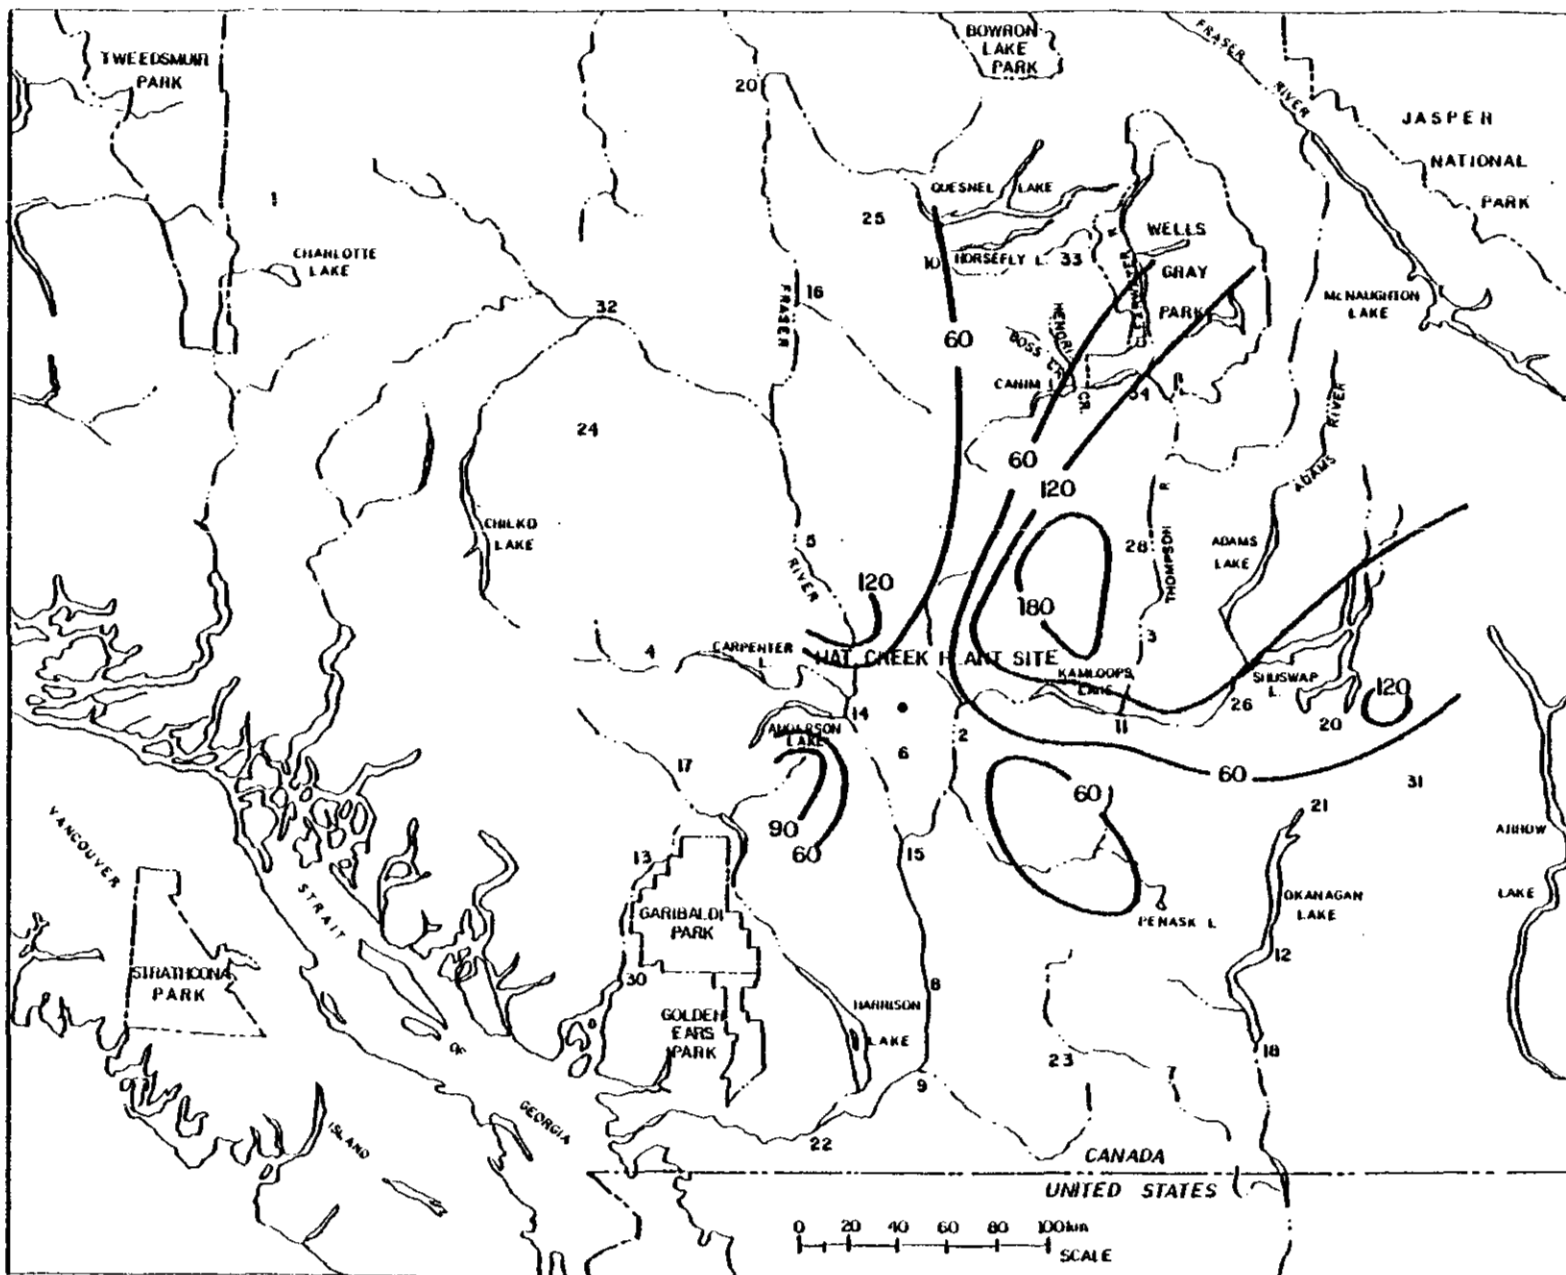 TWEEDSMUIR
PARK
BOWRON
LAKE
PARK
FRASER
RIVER
JASPER
NATIONAL
PARK
20
1
CHARLOTTE
LAKE
QUESNEL LAKE
25
10
HORSEFLY L.
33
WELLS
GRAY
PARK
McNAUGHTON
LAKE
32
FRASER
16
60
BOSS CR.
HENDRI
CR.
CANIM L.
34
24
60
120
R
ADAMS
RIVER
CHILKO
LAKE
5
RIVER
28
THOMPSON
ADAMS
LAKE
120
180
3
4
CARPENTER
L.
HAT CREEK PLANT SITE
KAMLOOPS
LAKE
SHUSWAP
L.
120
14
ANDERSON
LAKE
2
11
26
20
6
17
60
60
31
21
90
60
15
VANCOUVER
ARROW
LAKE
13
STRAIT
GARIBALDI
PARK
PENASK L
OKANAGAN
LAKE
STRATHCONA
PARK
30
8
12
GOLDEN
EARS
PARK
HARRISON
LAKE
OF
18
23
7
9
GEORGIA
ISLAND
22
CANADA
UNITED STATES
0 20 40 60 80 100km
SCALE